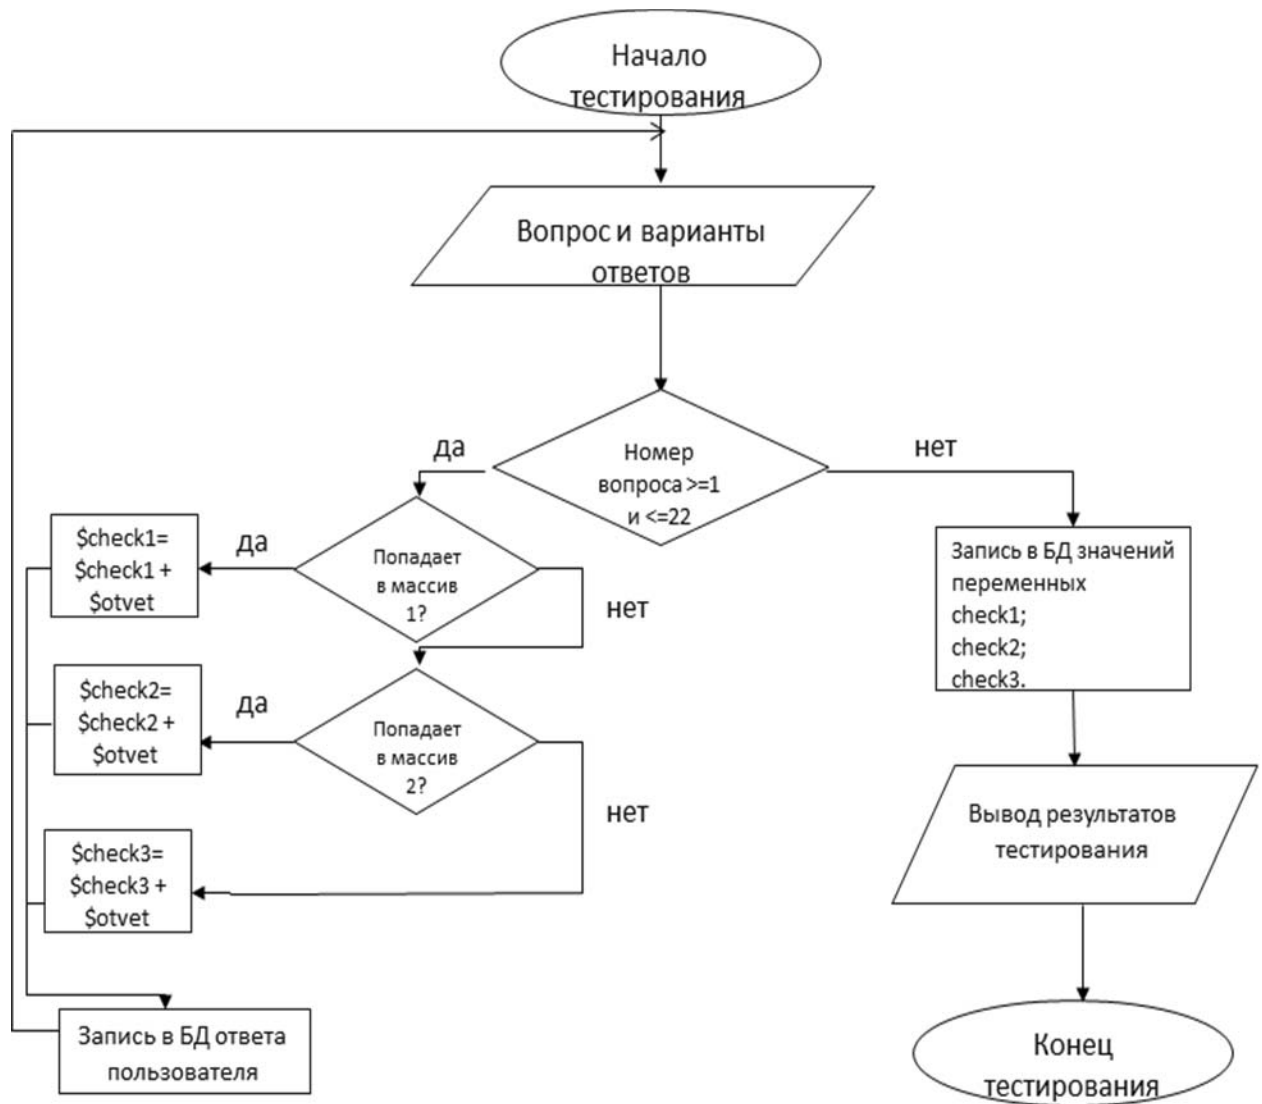 Начало
тестирования
Вопрос и варианты
ответов
Номер
вопроса >=1
и <=22
да
нет
Попадает
в массив
1?
да
нет
$check1=
$check1 +
$otvet
Запись в БД значений
переменных
check1;
check2;
check3.
Попадает
в массив
2?
да
нет
$check2=
$check2 +
$otvet
Вывод результатов
тестирования
$check3=
$check3 +
$otvet
Запись в БД ответа
пользователя
Конец
тестирования